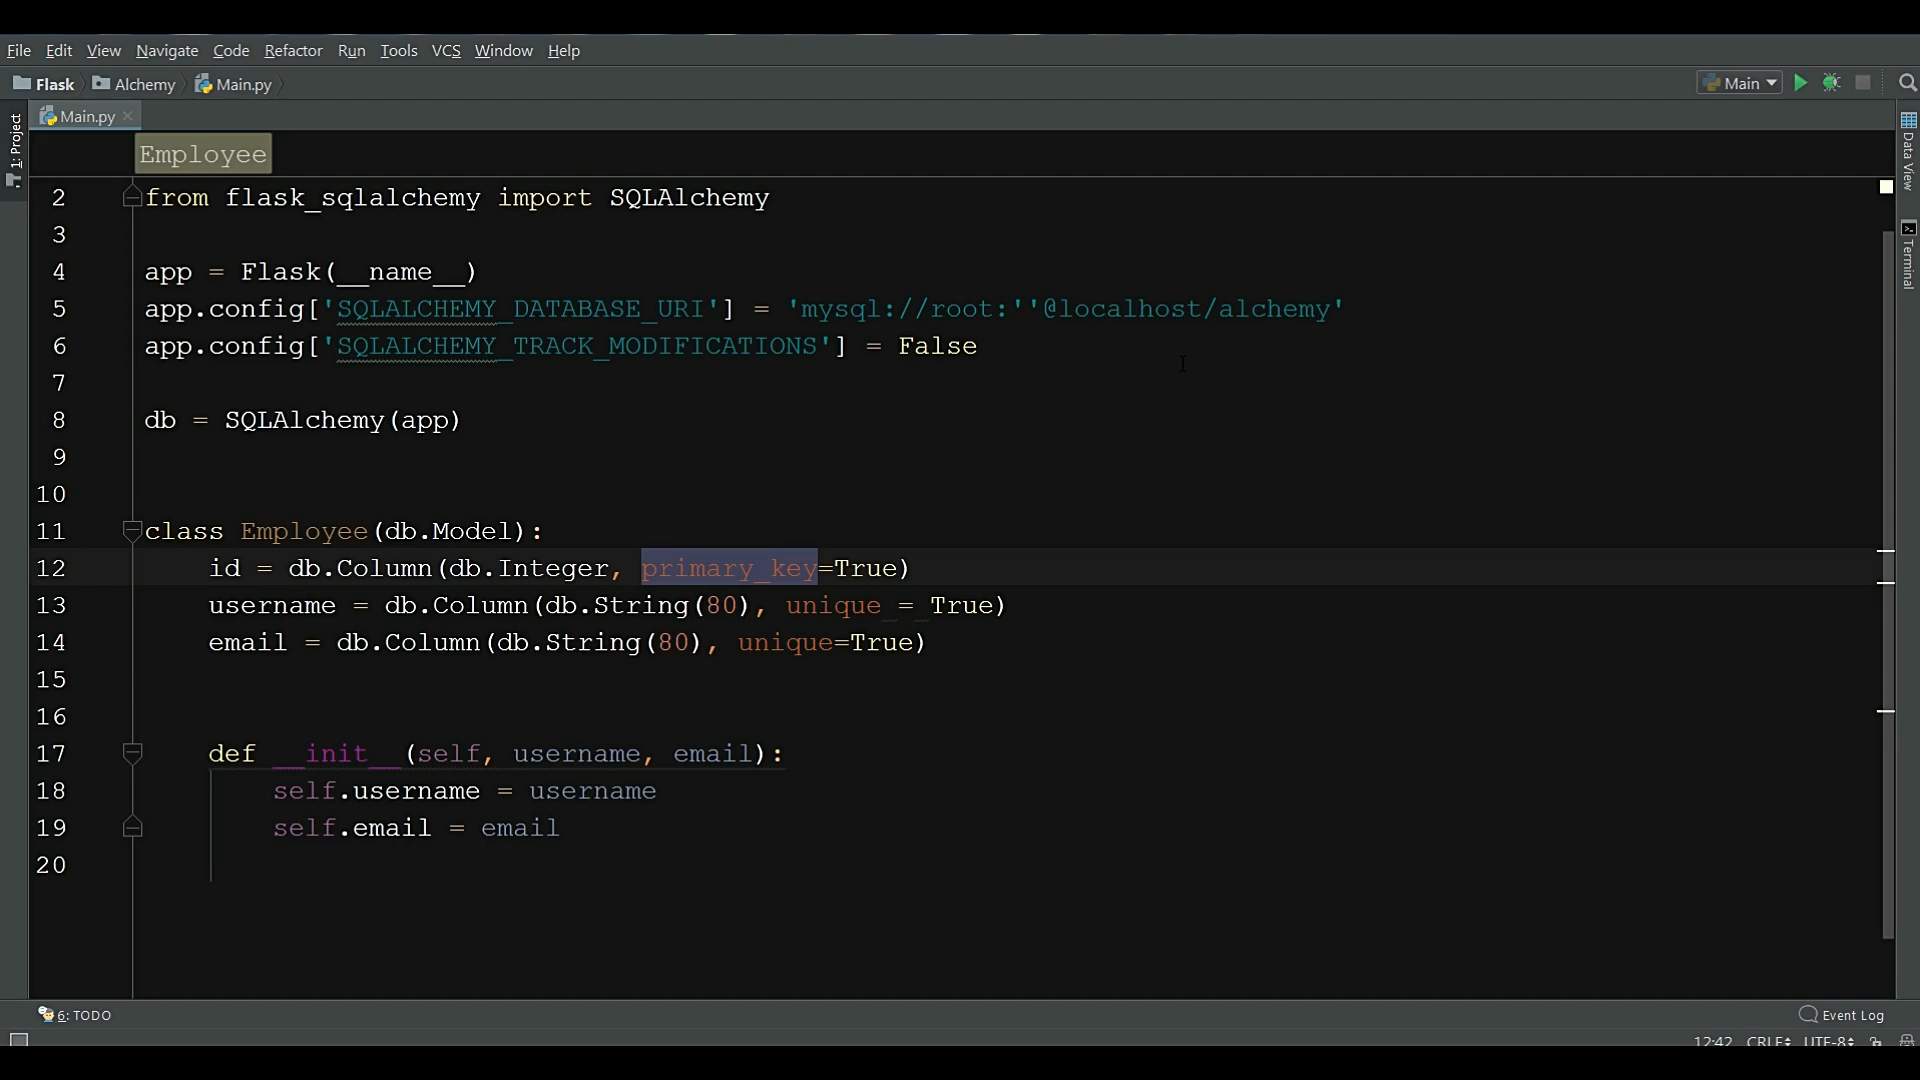 File Edit View Navigate Code Refactor Run Tools VCS Window Help
Flask Alchemy Main.py Main
Main.py
1: Project
Data View
Terminal
Employee
2 from flask_sqlalchemy import SQLAlchemy
3
4 app = Flask(__name__)
5 app.config['SQLALCHEMY_DATABASE_URI'] = 'mysql://root:''@localhost/alchemy'
6 app.config['SQLALCHEMY_TRACK_MODIFICATIONS'] = False
7
8 db = SQLAlchemy(app)
9
10
11 class Employee(db.Model):
12     id = db.Column(db.Integer, primary_key=True)
13     username = db.Column(db.String(80), unique = True)
14     email = db.Column(db.String(80), unique=True)
15
16
17     def __init__(self, username, email):
18         self.username = username
19         self.email = email
20
6: TODO Event Log
12:42 CRLF UTF-8